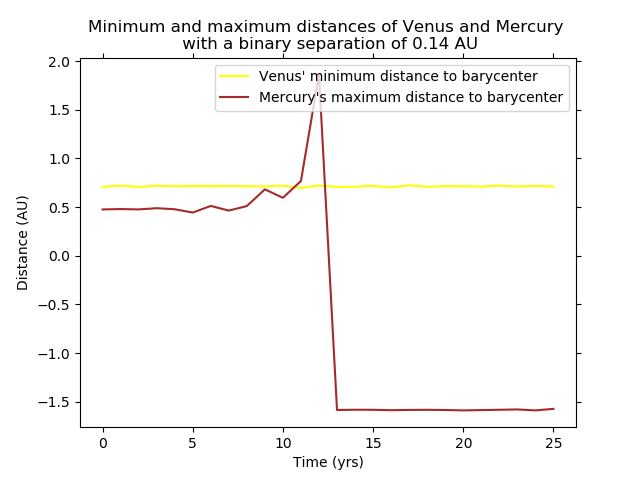 Minimum and maximum distances of Venus and Mercury
with a binary separation of 0.14 AU
Venus' minimum distance to barycenter
Mercury's maximum distance to barycenter
2.0
1.5
1.0
0.5
0.0
−0.5
−1.0
−1.5
Distance (AU)
0 5 10 15 20 25
Time (yrs)